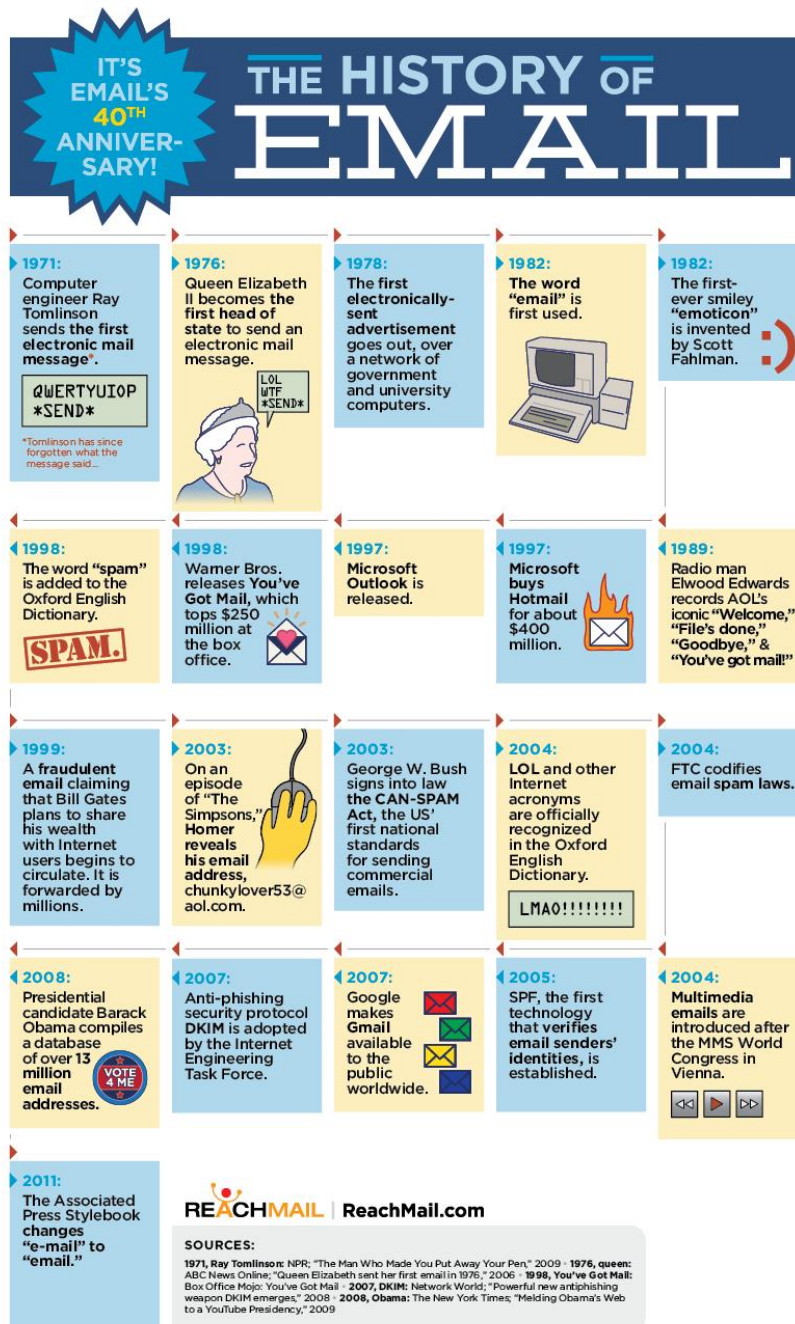 IT'S
EMAIL'S
40TH
ANNIVER-
SARY!
THE HISTORY OF
EMAIL
1971:
Computer
engineer Ray
Tomlinson
sends the first
electronic mail
message*.
QWERTYUIOP
*SEND*
*Tomlinson has since
forgotten what the
message said...
1976:
Queen Elizabeth
II becomes the
first head of
state to send an
electronic mail
message.
LOL
WTF
*SEND*
1978:
The first
electronically-
sent
advertisement
goes out, over
a network of
government
and university
computers.
1982:
The word
"email" is
first used.
1982:
The first-
ever smiley
"emoticon"
is invented
by Scott
Fahlman.
:)
1989:
Radio man
Elwood Edwards
records AOL's
iconic "Welcome,"
"File's done,"
"Goodbye," &
"You've got mail!"
1997:
Microsoft
buys
Hotmail
for about
$400
million.
1997:
Microsoft
Outlook is
released.
1998:
Warner Bros.
releases You've
Got Mail, which
tops $250
million at
the box
office.
1998:
The word "spam"
is added to the
Oxford English
Dictionary.
SPAM.
1999:
A fraudulent
email claiming
that Bill Gates
plans to share
his wealth
with Internet
users begins to
circulate. It is
forwarded by
millions.
2003:
On an
episode
of "The
Simpsons,"
Homer
reveals
his email
address,
chunkylover53@
aol.com.
2003:
George W. Bush
signs into law
the CAN-SPAM
Act, the US'
first national
standards
for sending
commercial
emails.
2004:
LOL and other
Internet
acronyms
are officially
recognized
in the Oxford
English
Dictionary.
LMAO!!!!!!!!
2004:
FTC codifies
email spam laws.
2004:
Multimedia
emails are
introduced after
the MMS World
Congress in
Vienna.
2005:
SPF, the first
technology
that verifies
email senders'
identities, is
established.
2007:
Google
makes
Gmail
available
to the
public
worldwide.
2007:
Anti-phishing
security protocol
DKIM is adopted
by the Internet
Engineering
Task Force.
2008:
Presidential
candidate Barack
Obama compiles
a database
of over 13
million
email
addresses.
VOTE
4 ME
2011:
The Associated
Press Stylebook
changes
"e-mail" to
"email."
REACHMAIL | ReachMail.com
SOURCES:
1971, Ray Tomlinson: NPR; "The Man Who Made You Put Away Your Pen," 2009 • 1976, queen:
ABC News Online; "Queen Elizabeth sent her first email in 1976," 2006 • 1998, You've Got Mail:
Box Office Mojo: You've Got Mail • 2007, DKIM: Network World; "Powerful new antiphishing
weapon DKIM emerges," 2008 • 2008, Obama: The New York Times; "Melding Obama's Web
to a YouTube Presidency," 2009